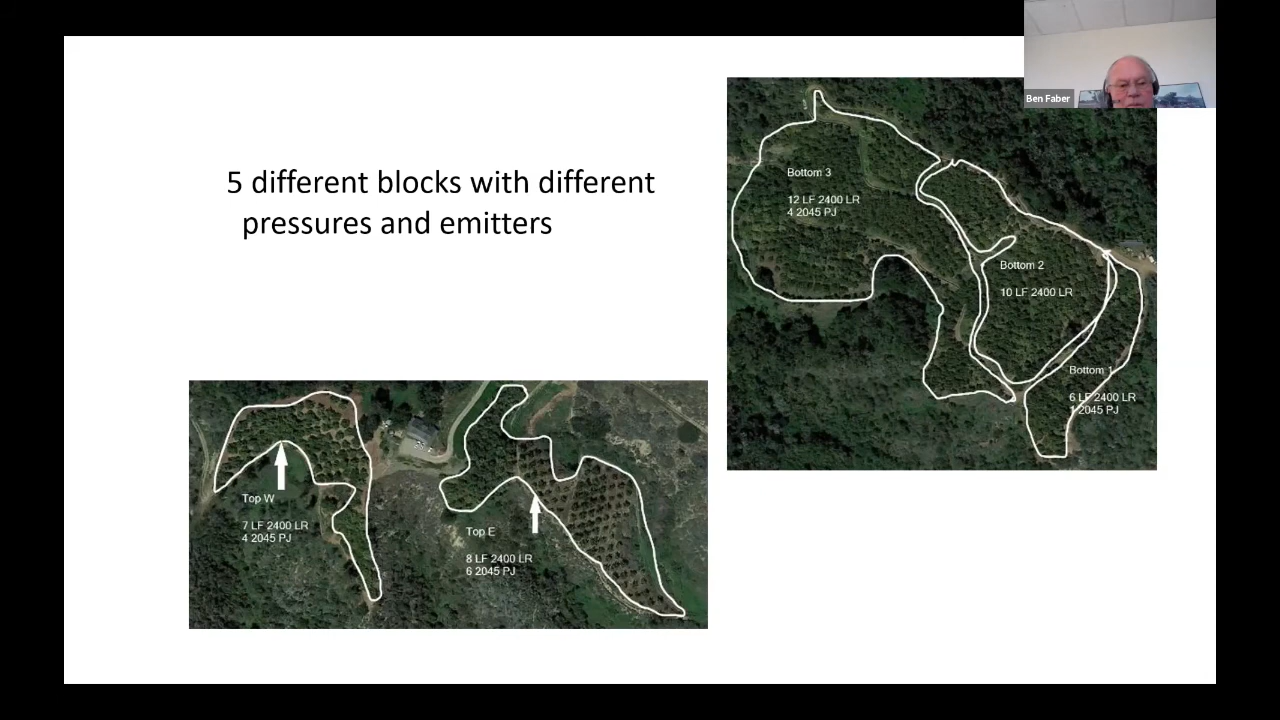 Ben Faber
5 different blocks with different
pressures and emitters
Bottom 3
12 LF 2400 LR
4 2045 PJ
Bottom 2
10 LF 2400 LR
Bottom 1
6 LF 2400 LR
1 2045 PJ
Top W
7 LF 2400 LR
4 2045 PJ
Top E
8 LF 2400 LR
6 2045 PJ